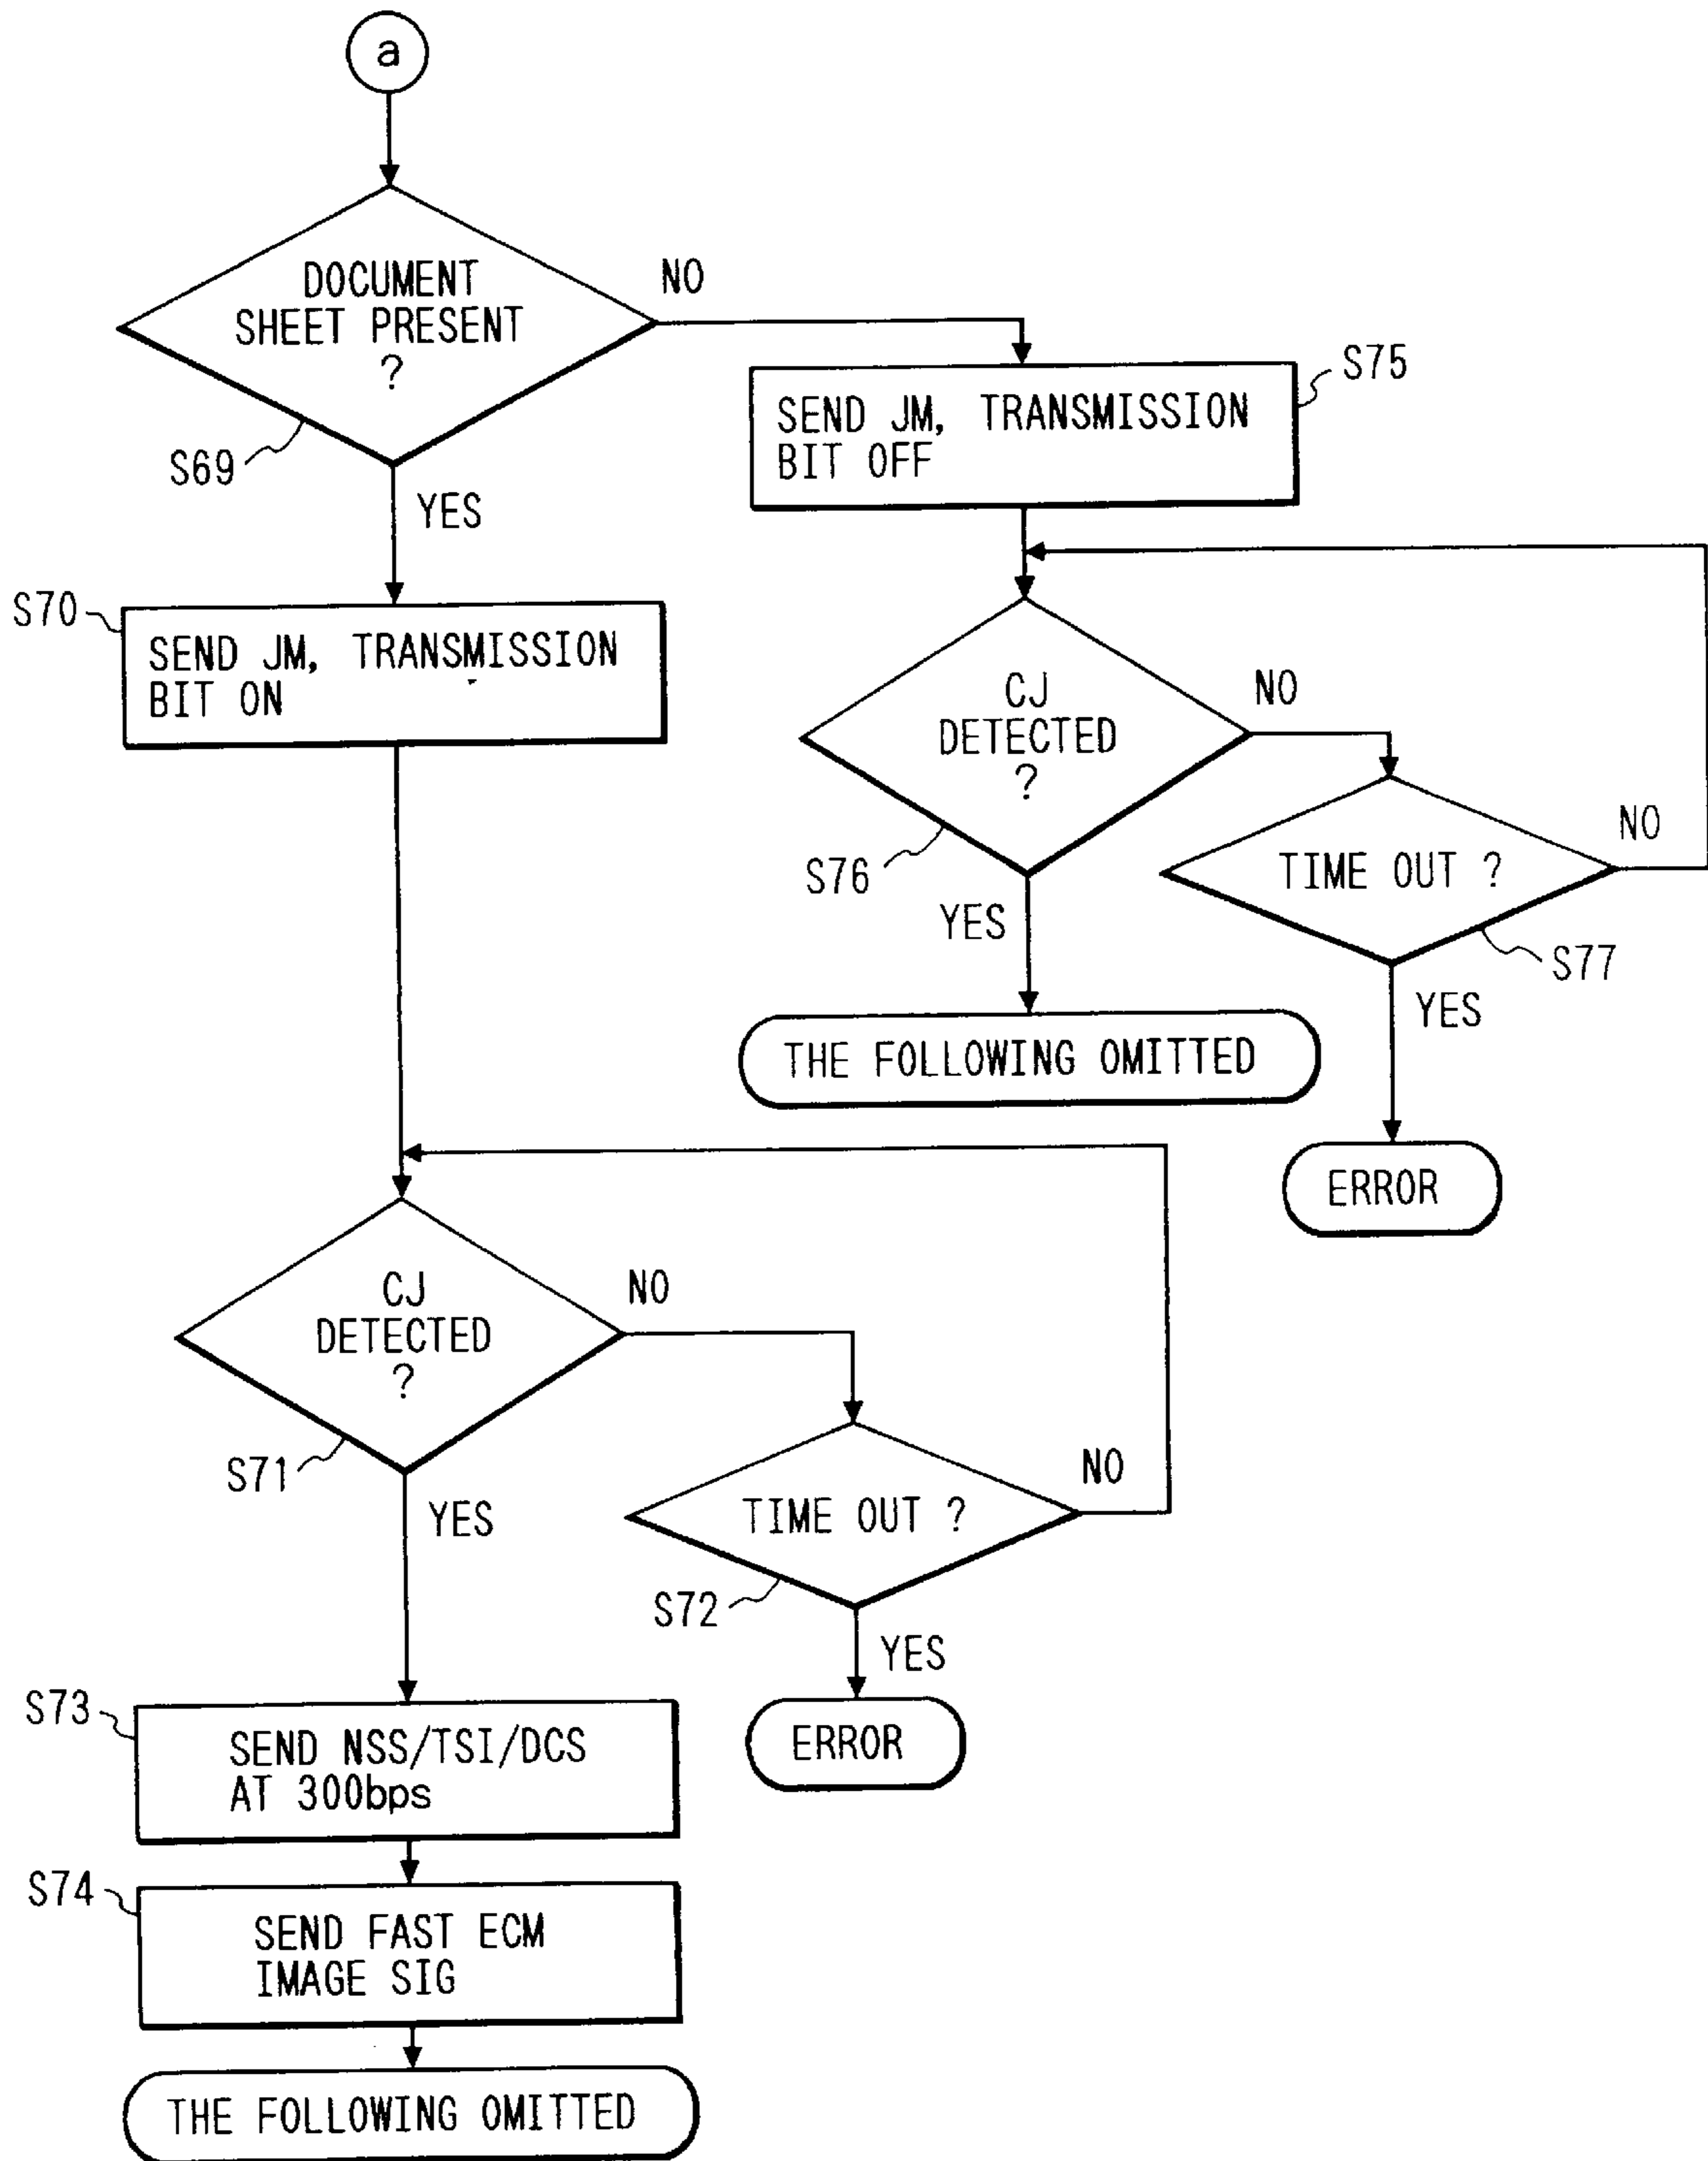 a
DOCUMENT
SHEET PRESENT
?
NO
S69
YES
S75
SEND JM, TRANSMISSION
BIT OFF
S70
SEND JM, TRANSMISSION
BIT ON
CJ
DETECTED
?
NO
S76
YES
TIME OUT ?
NO
S77
YES
THE FOLLOWING OMITTED
ERROR
CJ
DETECTED
?
NO
S71
YES
TIME OUT ?
NO
S72
YES
ERROR
S73
SEND NSS/TSI/DCS
AT 300bps
S74
SEND FAST ECM
IMAGE SIG
THE FOLLOWING OMITTED